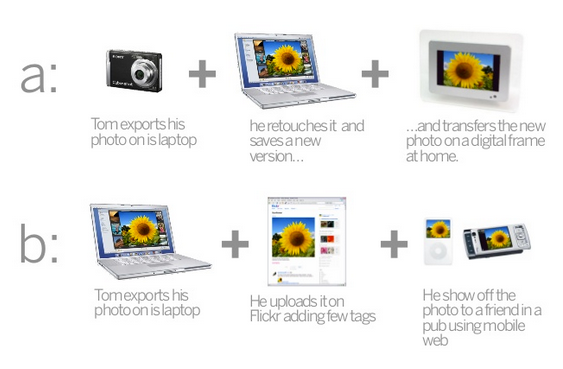 a:
Tom exports his
photo on is laptop
he retouches it and
saves a new
version...
...and transfers the new
photo on a digital frame
at home.
b:
Tom exports his
photo on is laptop
He uploads it on
Flickr adding few tags
He show off the
photo to a friend in a
pub using mobile
web